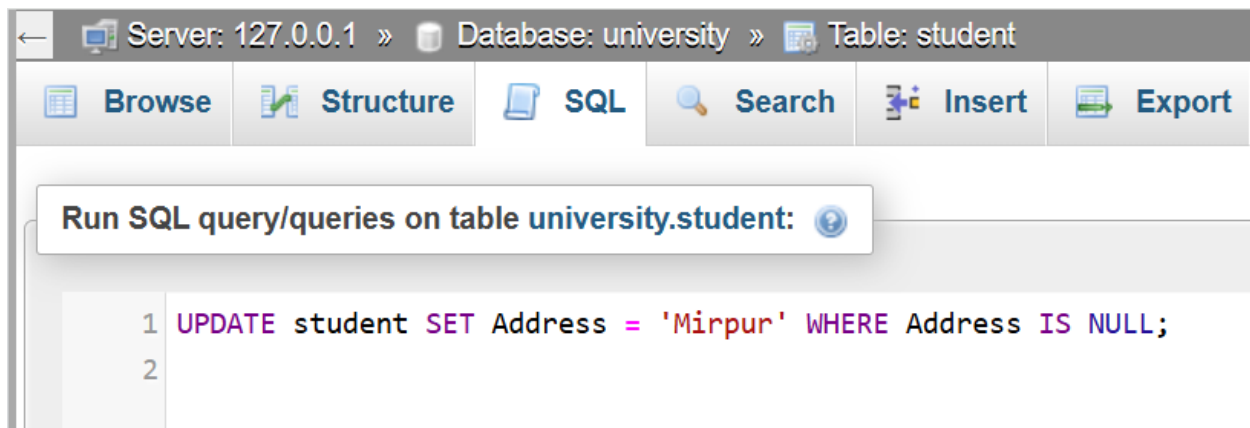 ← Server: 127.0.0.1 » Database: university » Table: student
Browse Structure SQL Search Insert Export
Run SQL query/queries on table university.student:
1 UPDATE student SET Address = 'Mirpur' WHERE Address IS NULL;
2